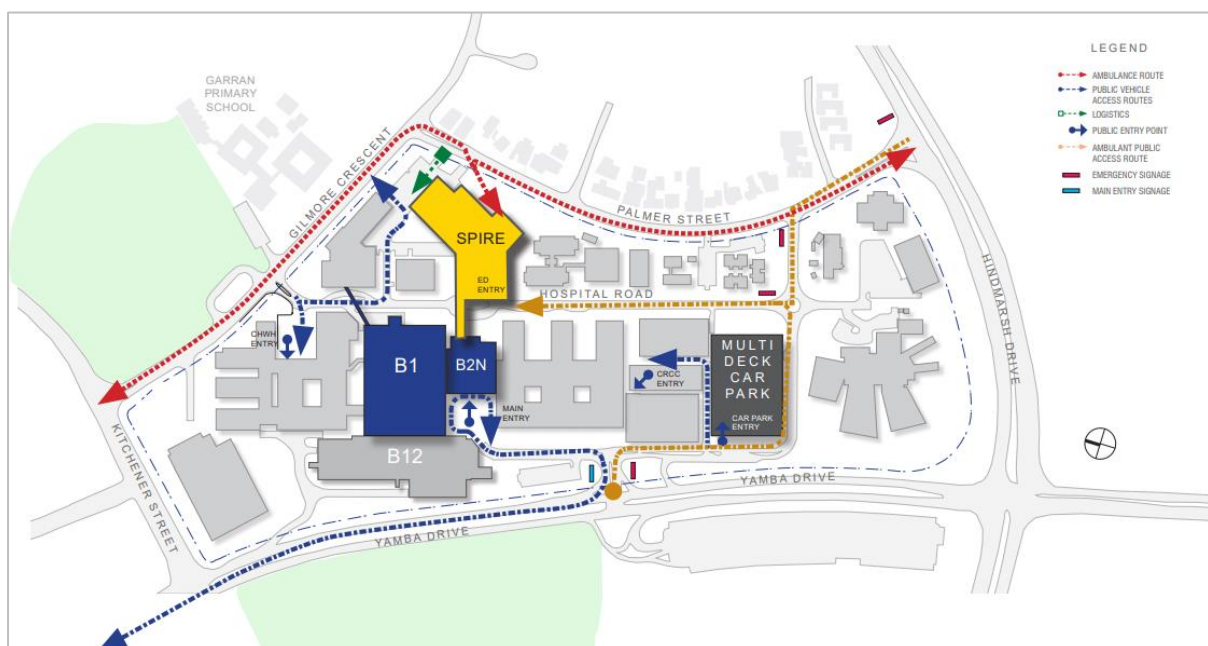 LEGEND
AMBULANCE ROUTE
PUBLIC VEHICLE
ACCESS ROUTES
LOGISTICS
PUBLIC ENTRY POINT
AMBULANT PUBLIC
ACCESS ROUTE
EMERGENCY SIGNAGE
MAIN ENTRY SIGNAGE
GARRAN
PRIMARY
SCHOOL
GILMORE CRESCENT
PALMER STREET
SPIRE
ED
ENTRY
HOSPITAL ROAD
HINDMARSH DRIVE
CHWH
ENTRY
B1
B2N
MULTI
DECK
CAR
PARK
CRCC
ENTRY
MAIN
ENTRY
CAR PARK
ENTRY
B12
KITCHENER STREET
YAMBA DRIVE
YAMBA DRIVE